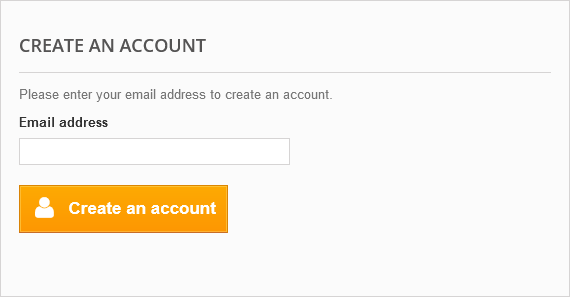 CREATE AN ACCOUNT
Please enter your email address to create an account.
Email address
Create an account